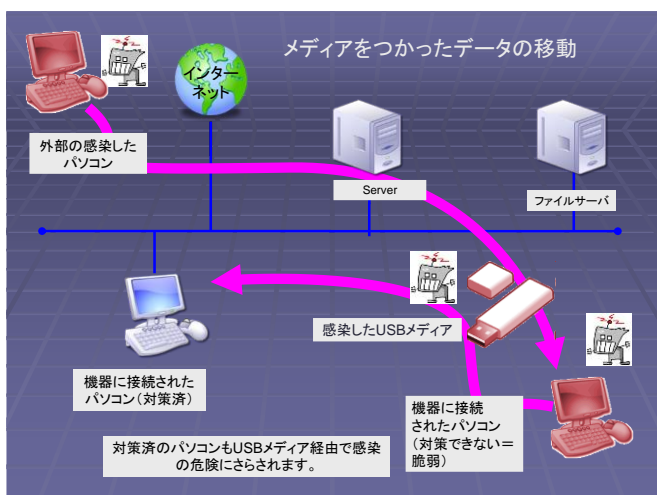 メディアをつかったデータの移動
インター
ネット
外部の感染した
パソコン
Server
ファイルサーバ
感染したUSBメディア
機器に接続された
パソコン(対策済)
機器に接続
されたパソコン
(対策できない=
脆弱)
対策済のパソコンもUSBメディア経由で感染
の危険にさらされます。